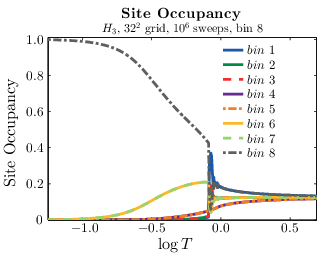 Site Occupancy
H₃, 32² grid, 10⁶ sweeps, bin 8
Site Occupancy
1.0
0.8
0.6
0.4
0.2
0
bin 1
bin 2
bin 3
bin 4
bin 5
bin 6
bin 7
bin 8
−1.0
−0.5
0.0
0.5
log T